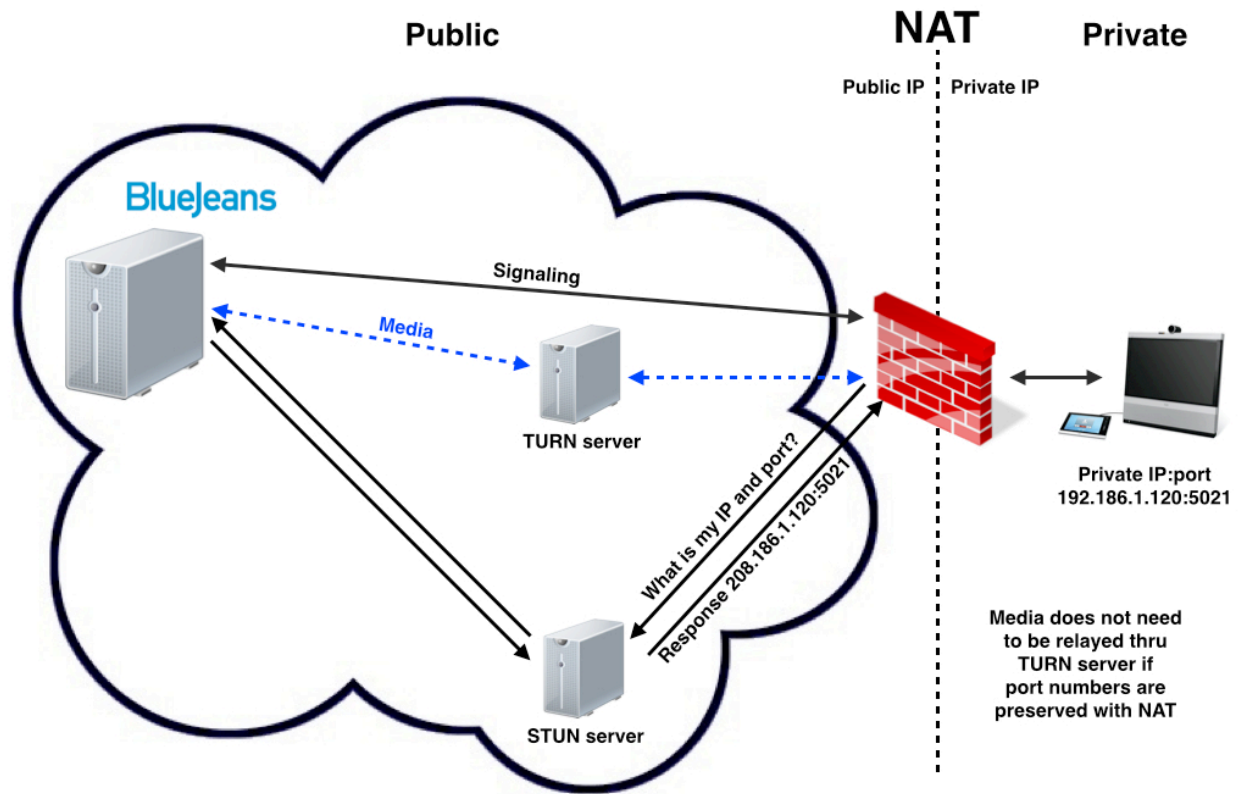 Public
NAT
Private
Public IP
Private IP
BlueJeans
Signaling
Media
TURN server
What is my IP and port?
Response 208.186.1.120:5021
Private IP:port
192.186.1.120:5021
STUN server
Media does not need
to be relayed thru
TURN server if
port numbers are
preserved with NAT